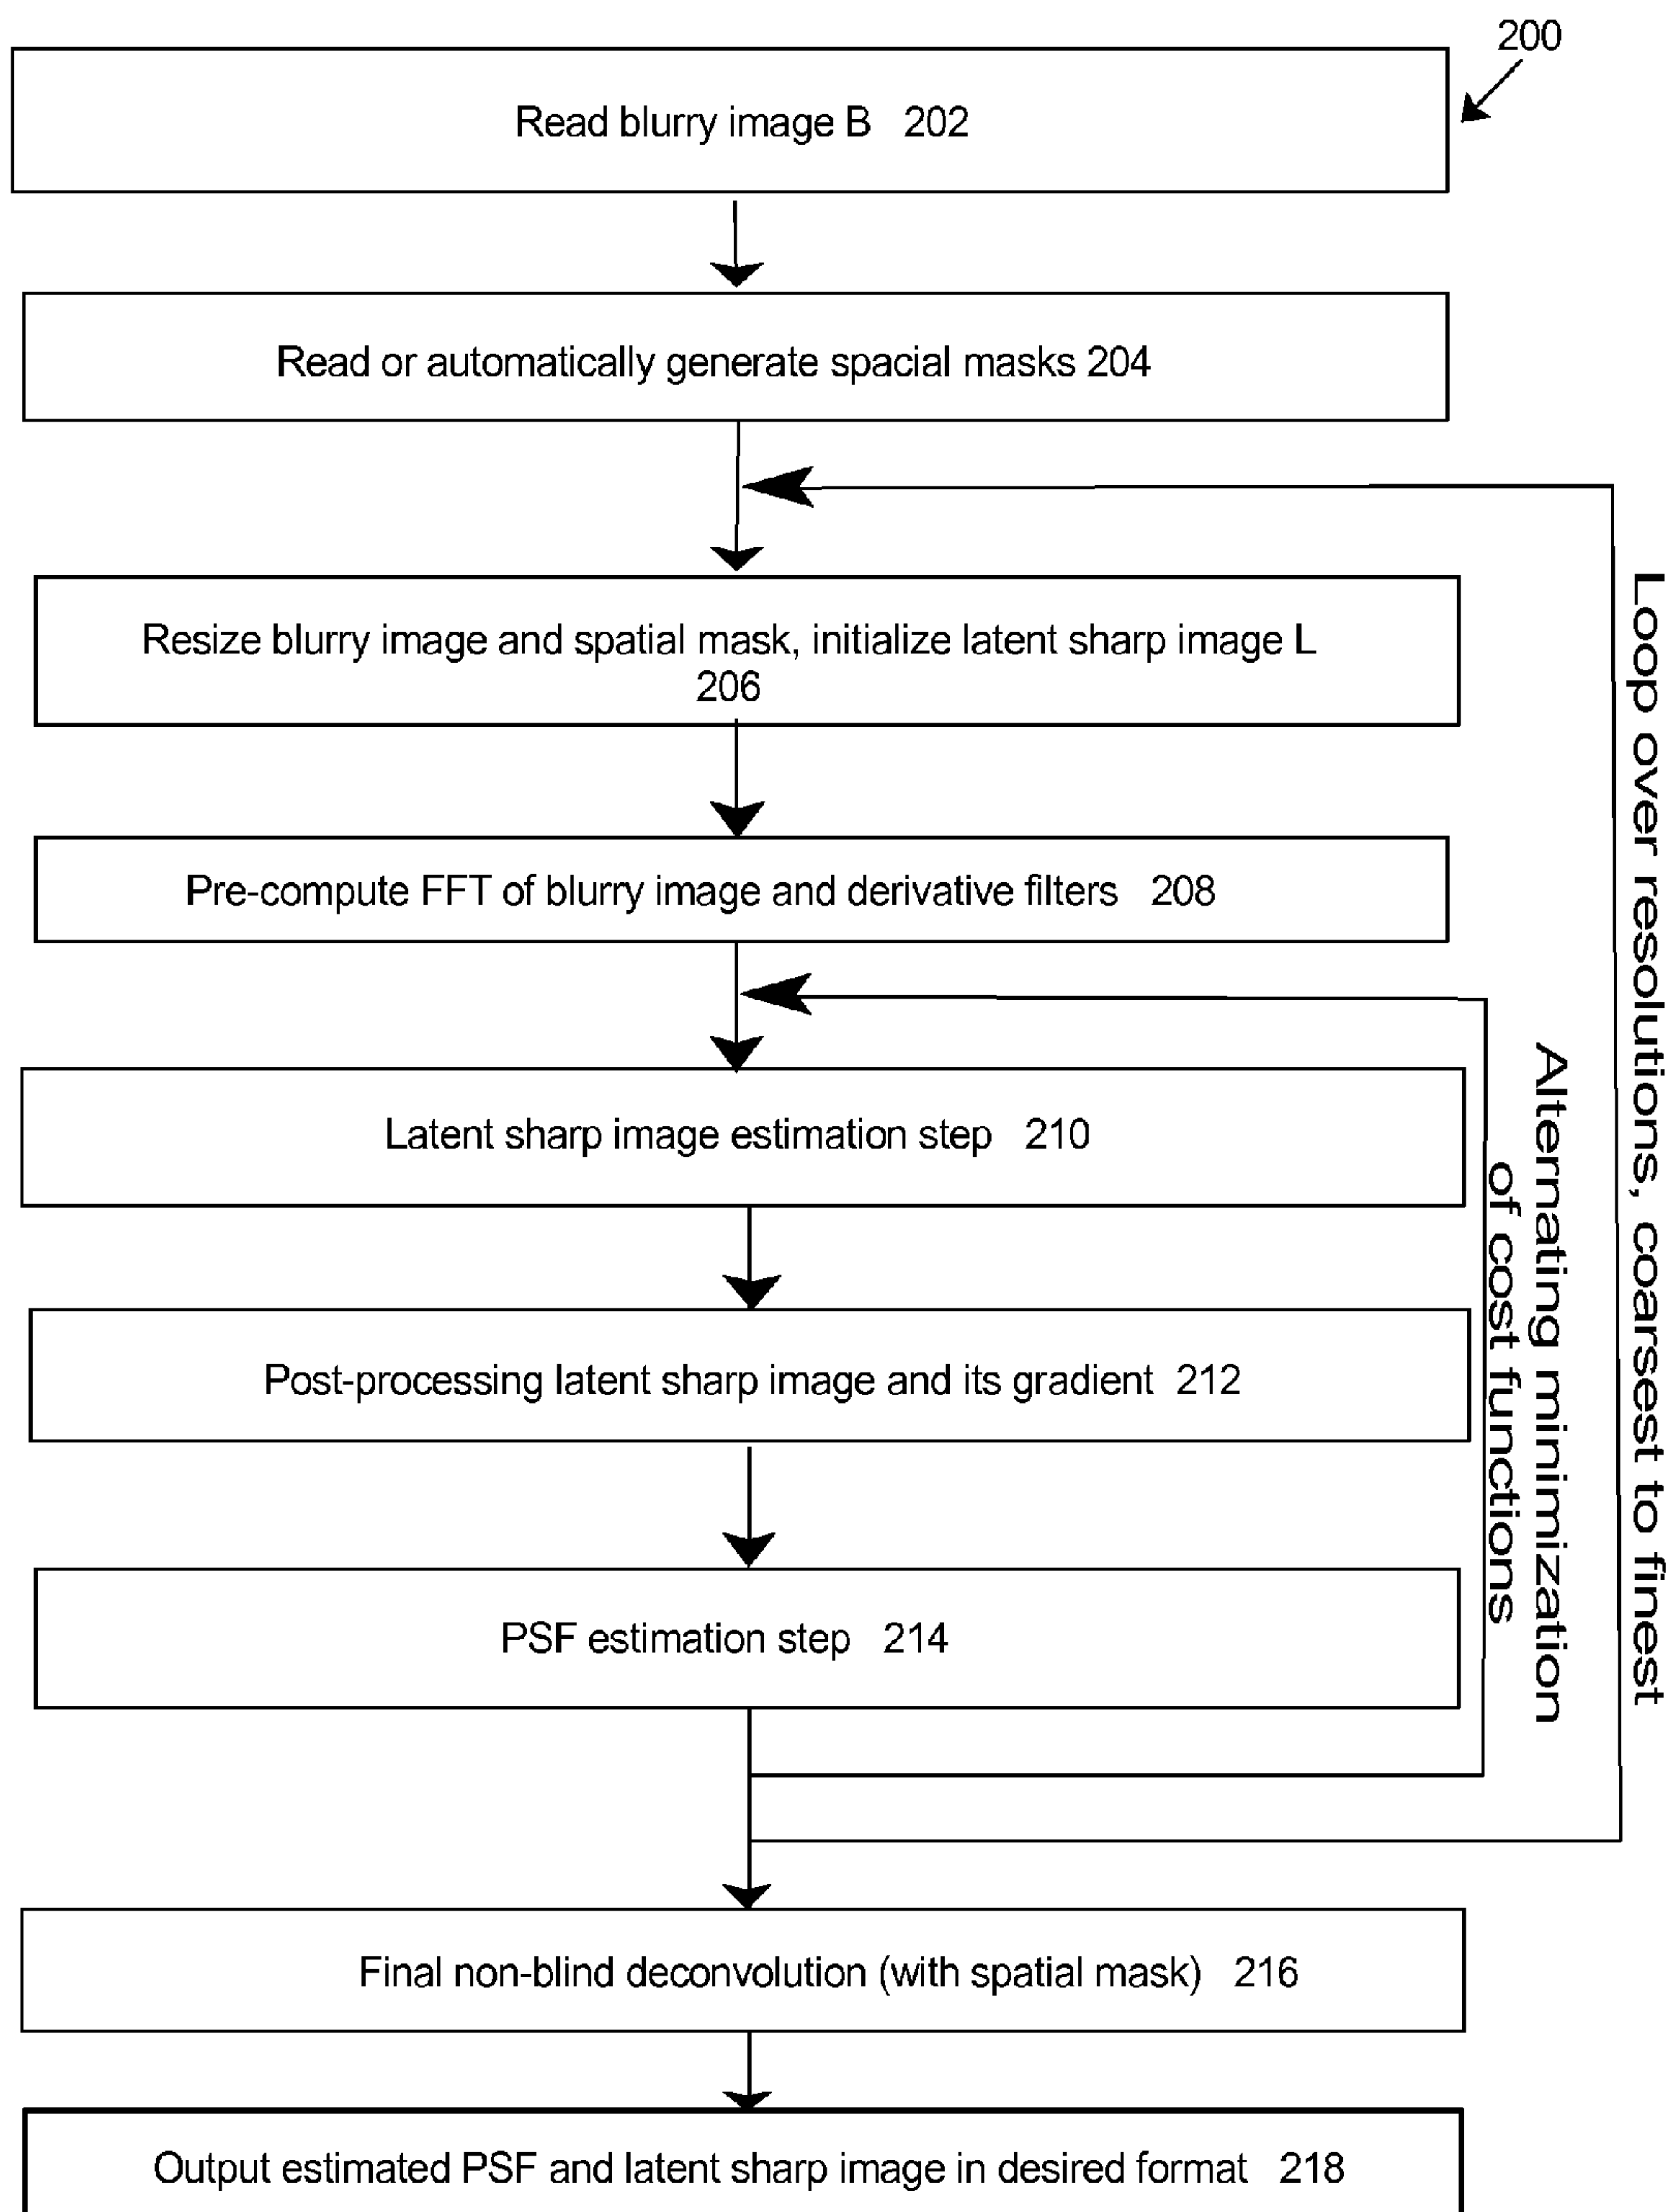 200
Read blurry image B 202
Read or automatically generate spacial masks 204
Resize blurry image and spatial mask, initialize latent sharp image L
206
Pre-compute FFT of blurry image and derivative filters 208
Latent sharp image estimation step 210
Post-processing latent sharp image and its gradient 212
PSF estimation step 214
Alternating minimization
of cost functions
Loop over resolutions, coarsest to finest
Final non-blind deconvolution (with spatial mask) 216
Output estimated PSF and latent sharp image in desired format 218